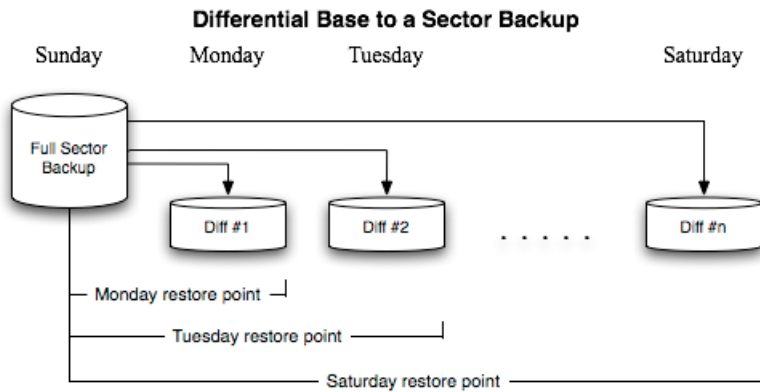 Differential Base to a Sector Backup
Sunday Monday Tuesday Saturday
Full Sector
Backup
Diff #1 Diff #2 . . . . . Diff #n
Monday restore point
Tuesday restore point
Saturday restore point